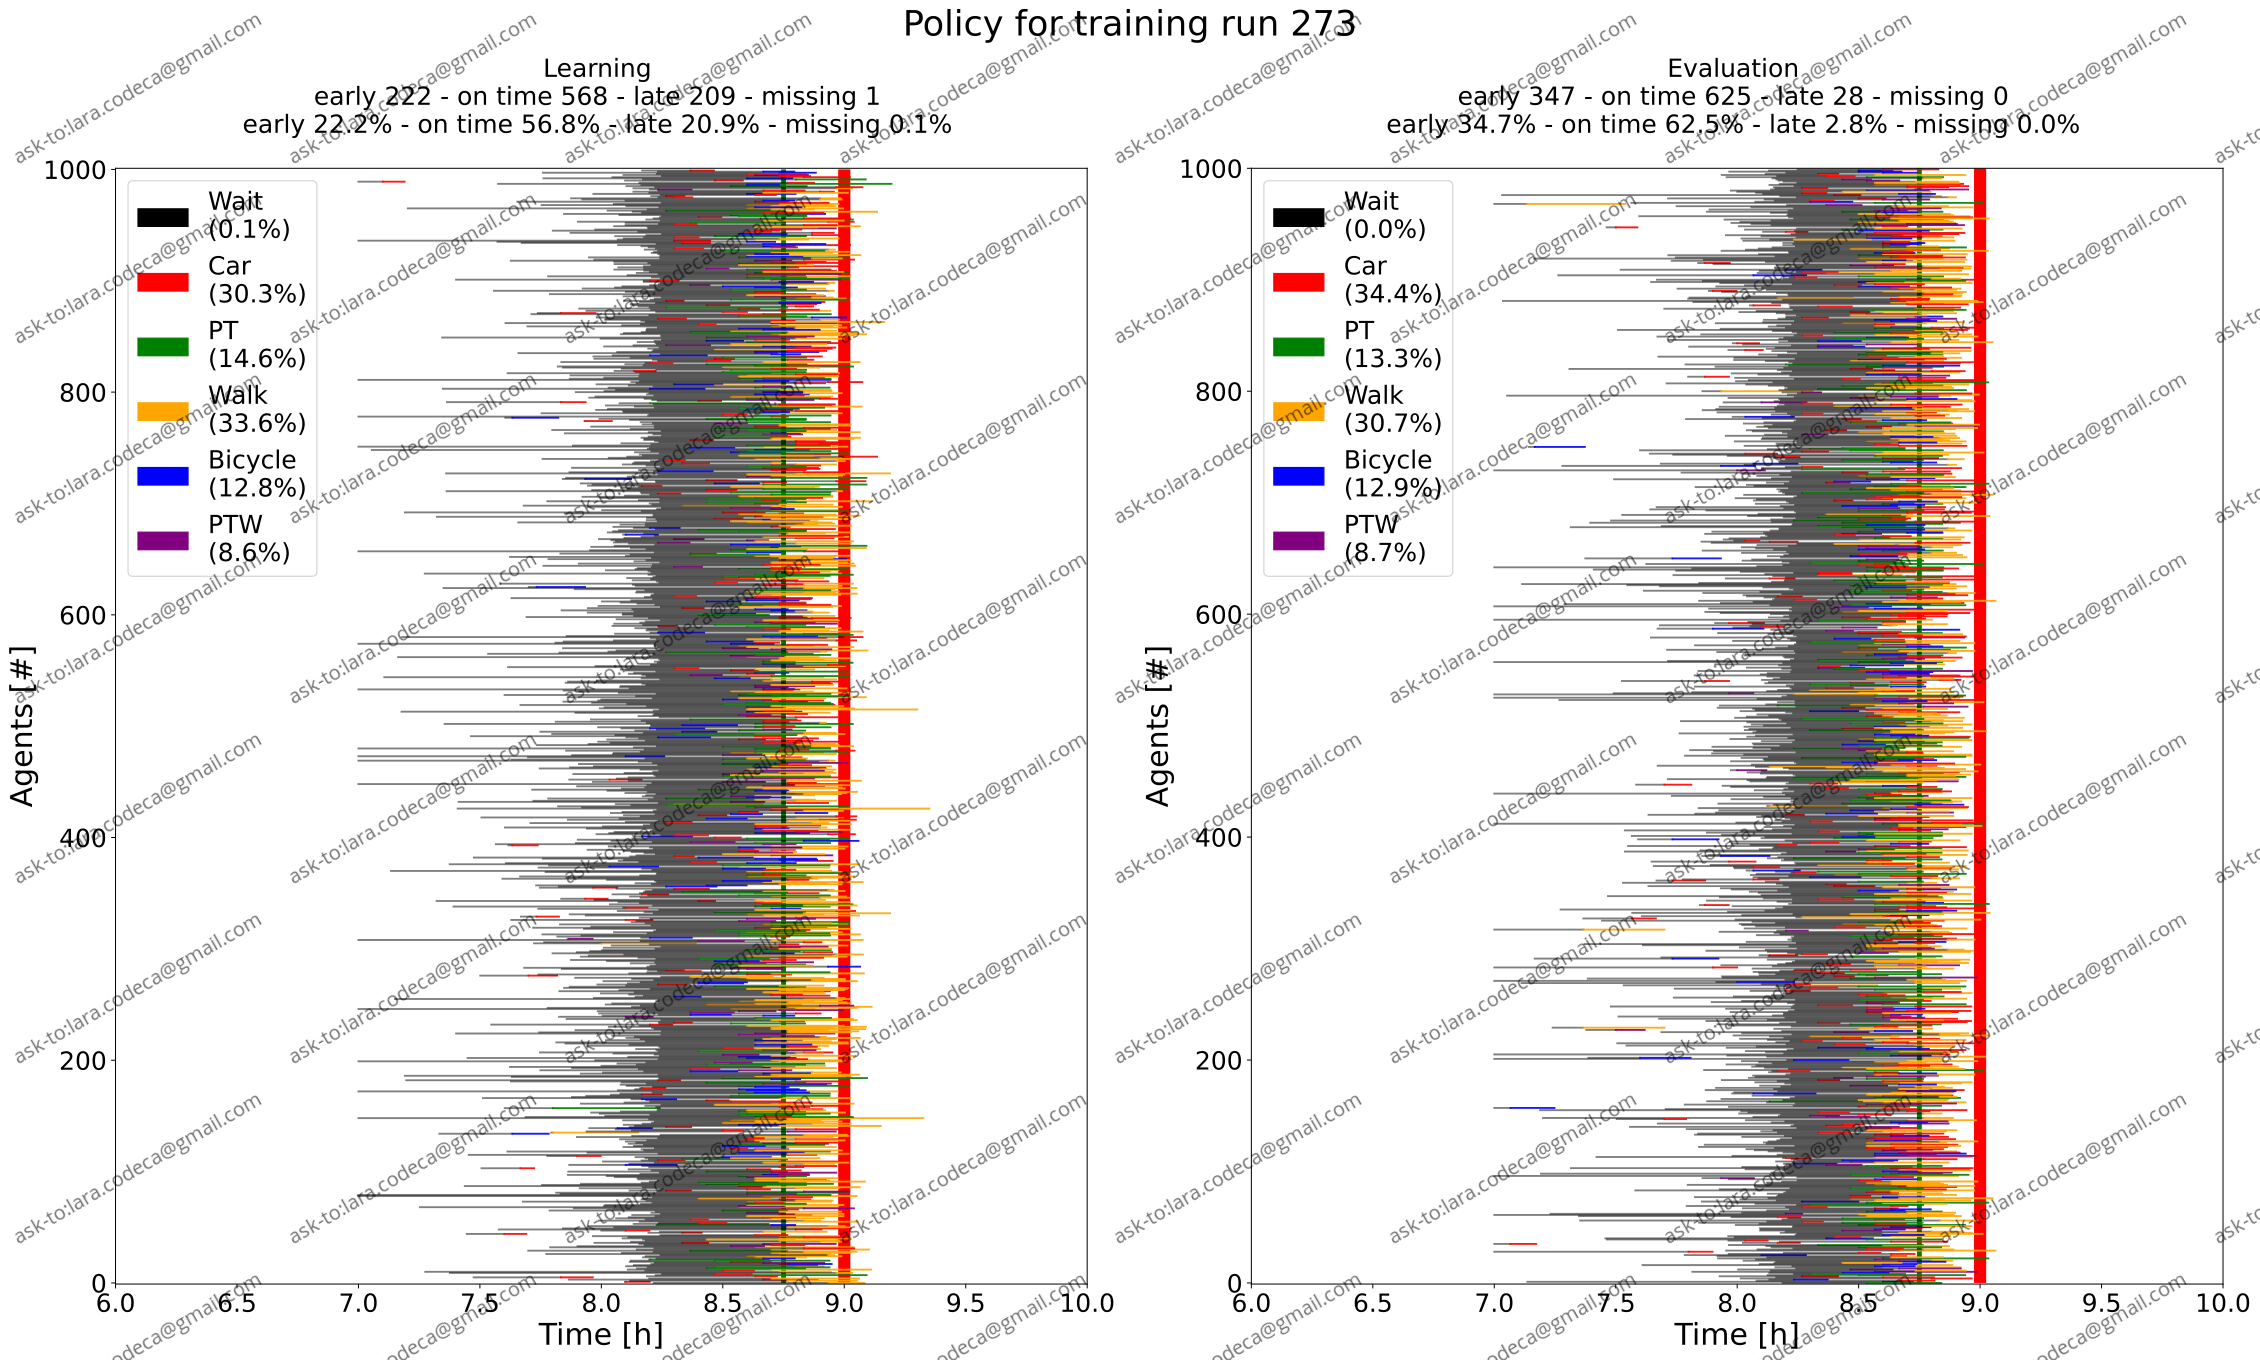 Policy for training run 273
Learning
early 222 - on time 568 - late 209 - missing 1
early 22.2% - on time 56.8% - late 20.9% - missing 0.1%
1000
800
600
400
200
0
Agents [#]
Wait
(0.1%)
Car
(30.3%)
PT
(14.6%)
Walk
(33.6%)
Bicycle
(12.8%)
PTW
(8.6%)
6.0 6.5 7.0 7.5 8.0 8.5 9.0 9.5 10.0
Time [h]
Evaluation
early 347 - on time 625 - late 28 - missing 0
early 34.7% - on time 62.5% - late 2.8% - missing 0.0%
1000
800
600
400
200
0
Agents [#]
Wait
(0.0%)
Car
(34.4%)
PT
(13.3%)
Walk
(30.7%)
Bicycle
(12.9%)
PTW
(8.7%)
6.0 6.5 7.0 7.5 8.0 8.5 9.0 9.5 10.0
Time [h]
ask-to:lara.codeca@gmail.com